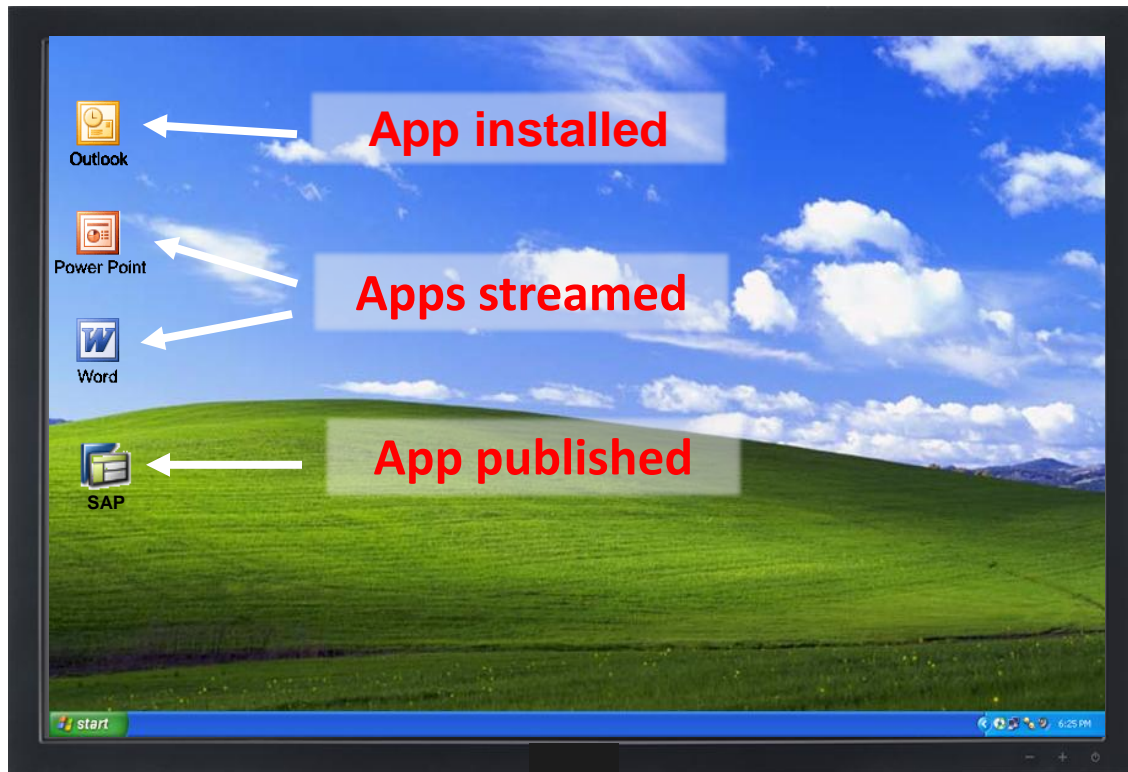 App installed
Outlook
Power Point
Apps streamed
Word
App published
SAP
start
6:25 PM